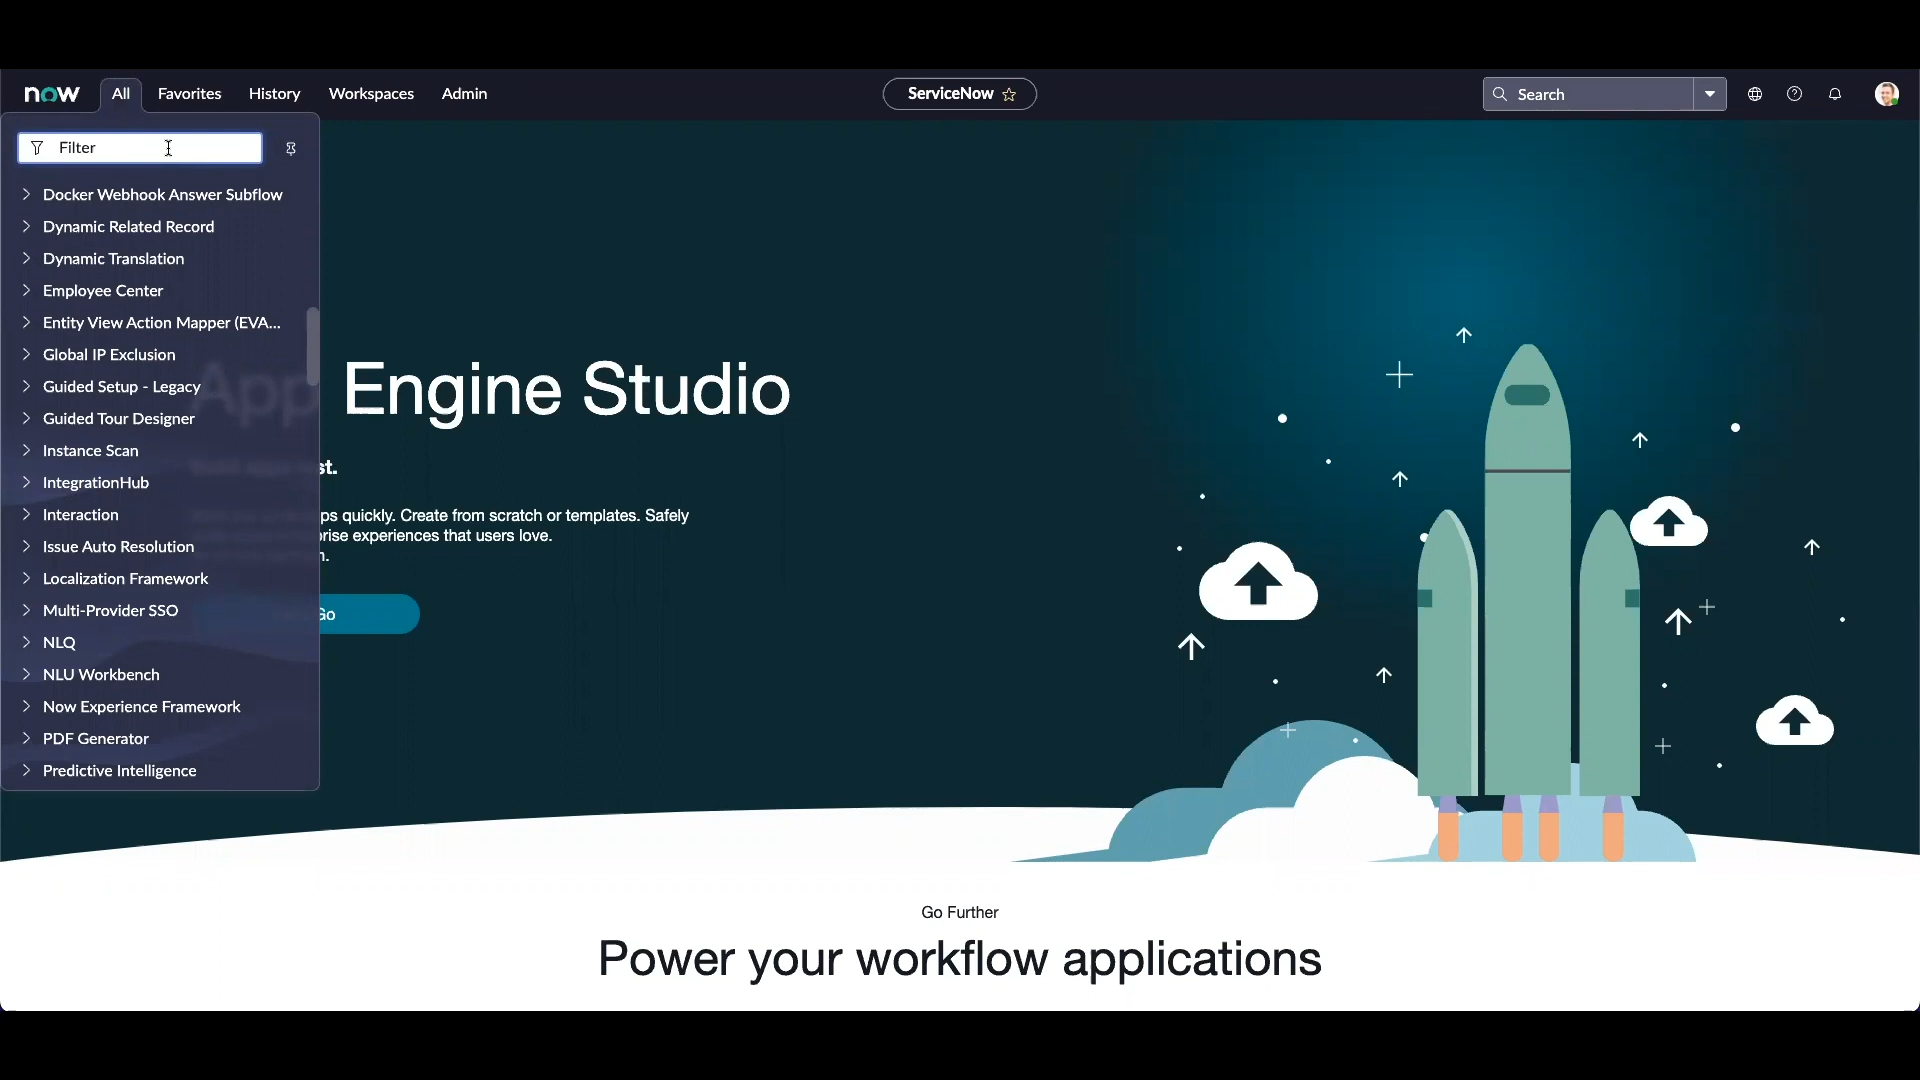 now
All
Favorites
History
Workspaces
Admin
ServiceNow
Search
Filter
Docker Webhook Answer Subflow
Dynamic Related Record
Dynamic Translation
Employee Center
Entity View Action Mapper (EVA...
Global IP Exclusion
Guided Setup - Legacy
Guided Tour Designer
Instance Scan
IntegrationHub
Interaction
Issue Auto Resolution
Localization Framework
Multi-Provider SSO
NLQ
NLU Workbench
Now Experience Framework
PDF Generator
Predictive Intelligence
App Engine Studio
st.
ps quickly. Create from scratch or templates. Safely
rise experiences that users love.
n.
Go
Go Further
Power your workflow applications